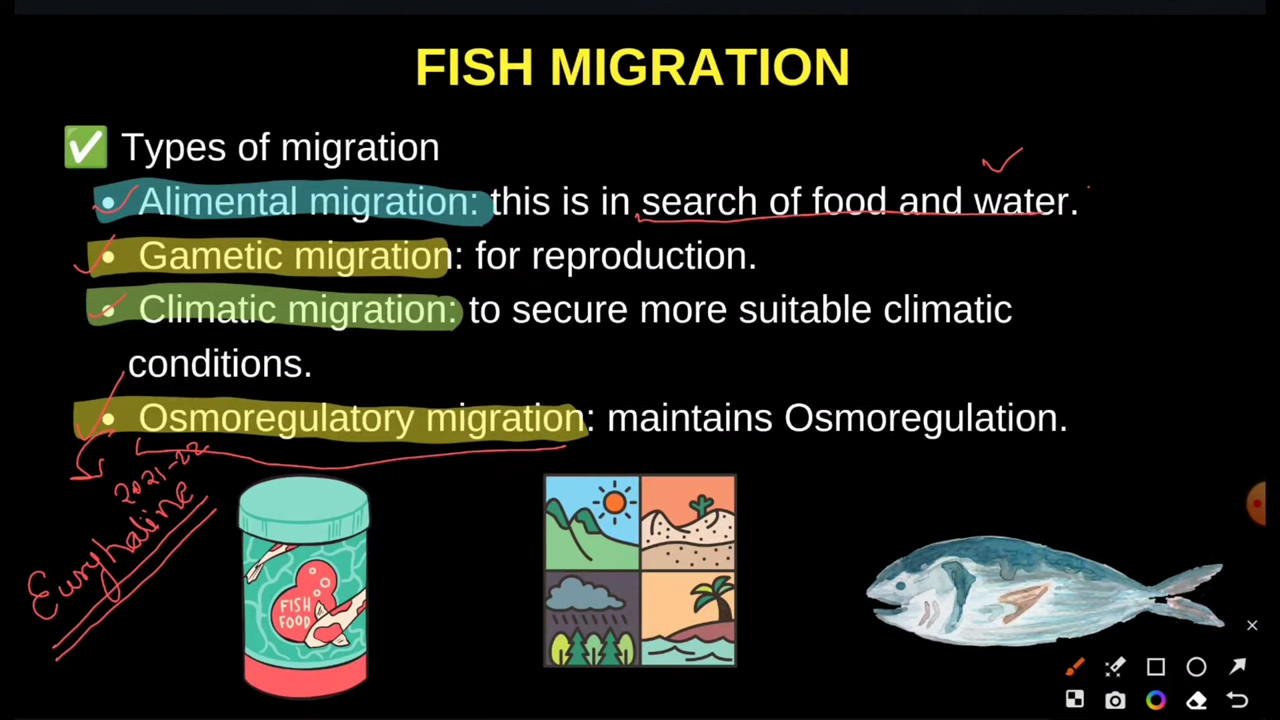 FISH MIGRATION
✅ Types of migration
• Alimental migration: this is in search of food and water.
• Gametic migration: for reproduction.
• Climatic migration: to secure more suitable climatic
conditions.
• Osmoregulatory migration: maintains Osmoregulation.
2021-22
Euryhaline
FISH
FOOD